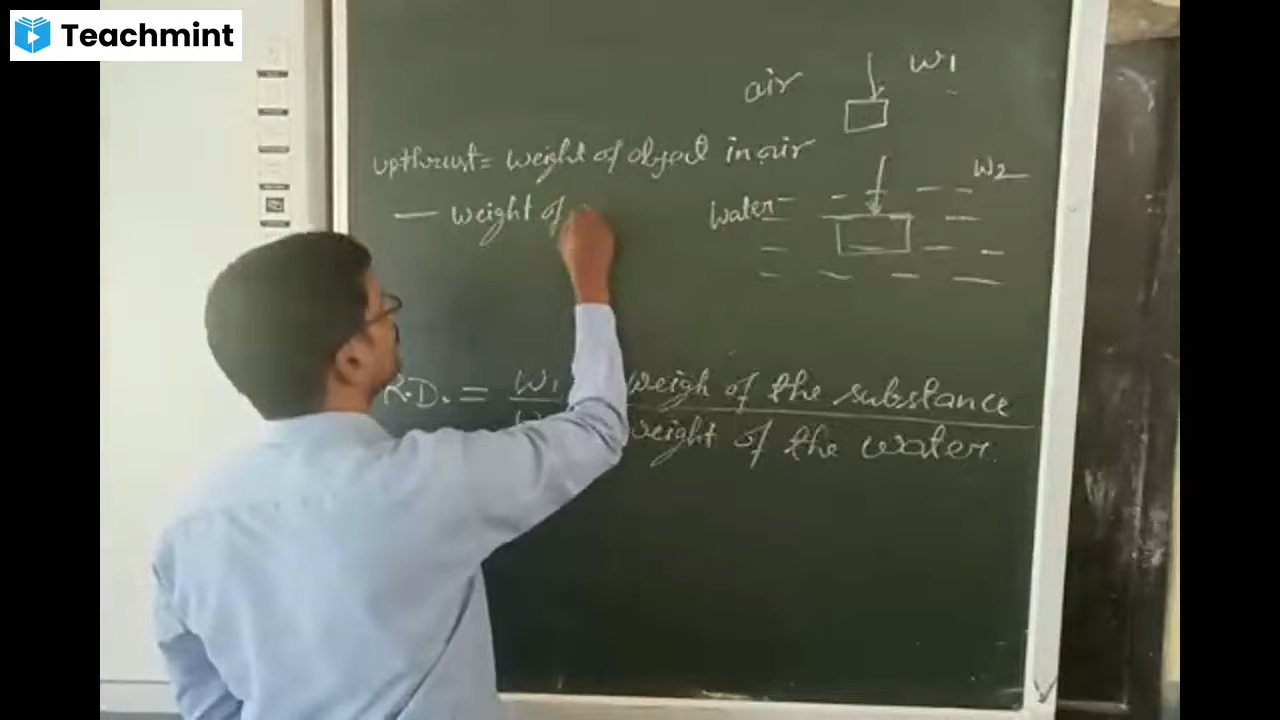 Teachmint
air W1
upthrust = weight of object in air
W2
— weight of
water
R.D. = W1 weigh of the substance
weight of the water.